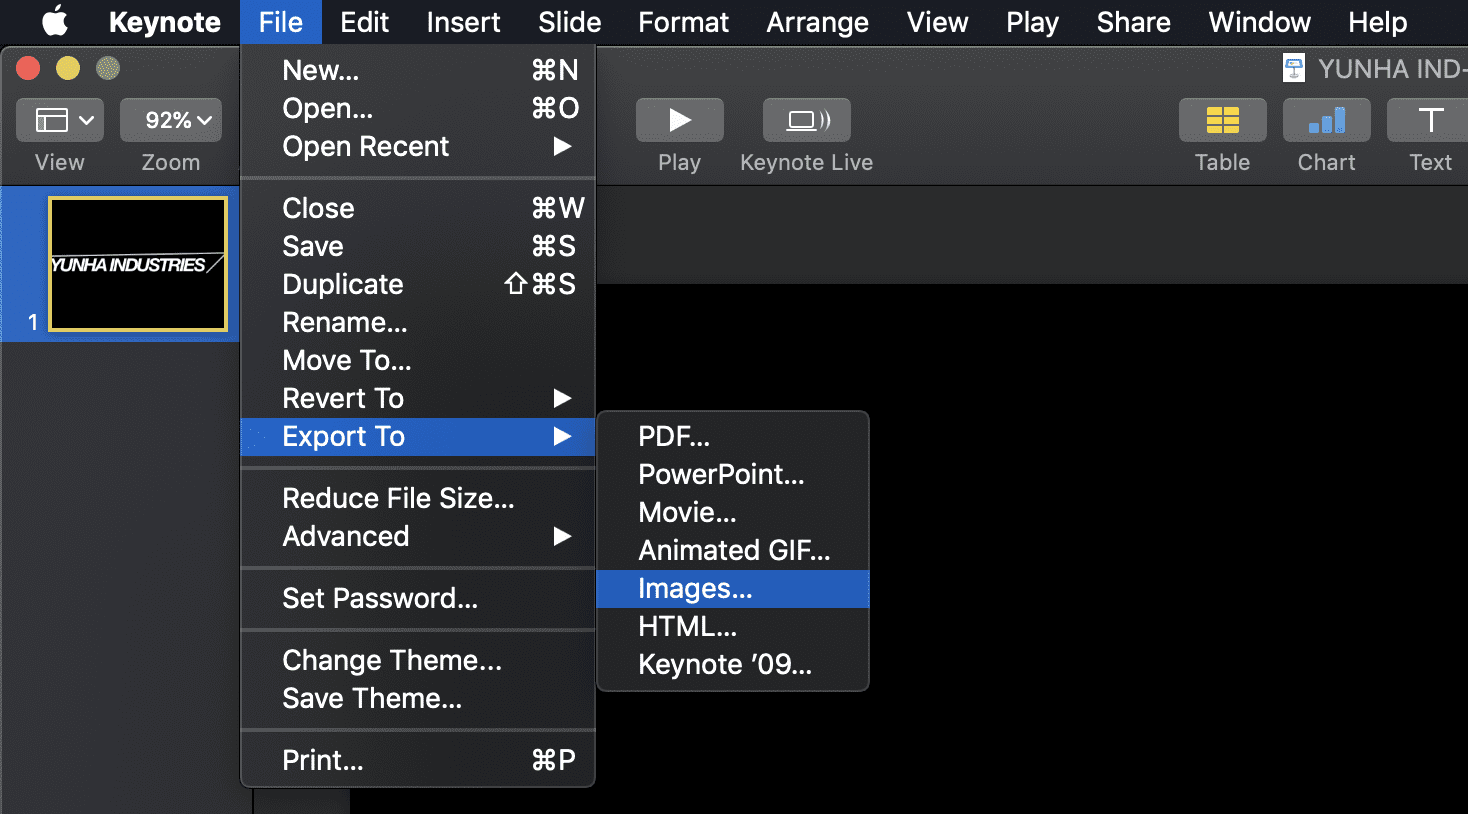 Keynote File Edit Insert Slide Format Arrange View Play Share Window Help
YUNHA IND-
92%
View Zoom Play Keynote Live Table Chart Text
New... ⌘N
Open... ⌘O
Open Recent
Close ⌘W
Save ⌘S
Duplicate ⇧⌘S
Rename...
Move To...
Revert To
Export To
Reduce File Size...
Advanced
Set Password...
Change Theme...
Save Theme...
Print... ⌘P
PDF...
PowerPoint...
Movie...
Animated GIF...
Images...
HTML...
Keynote ’09...
YUNHA INDUSTRIES
1